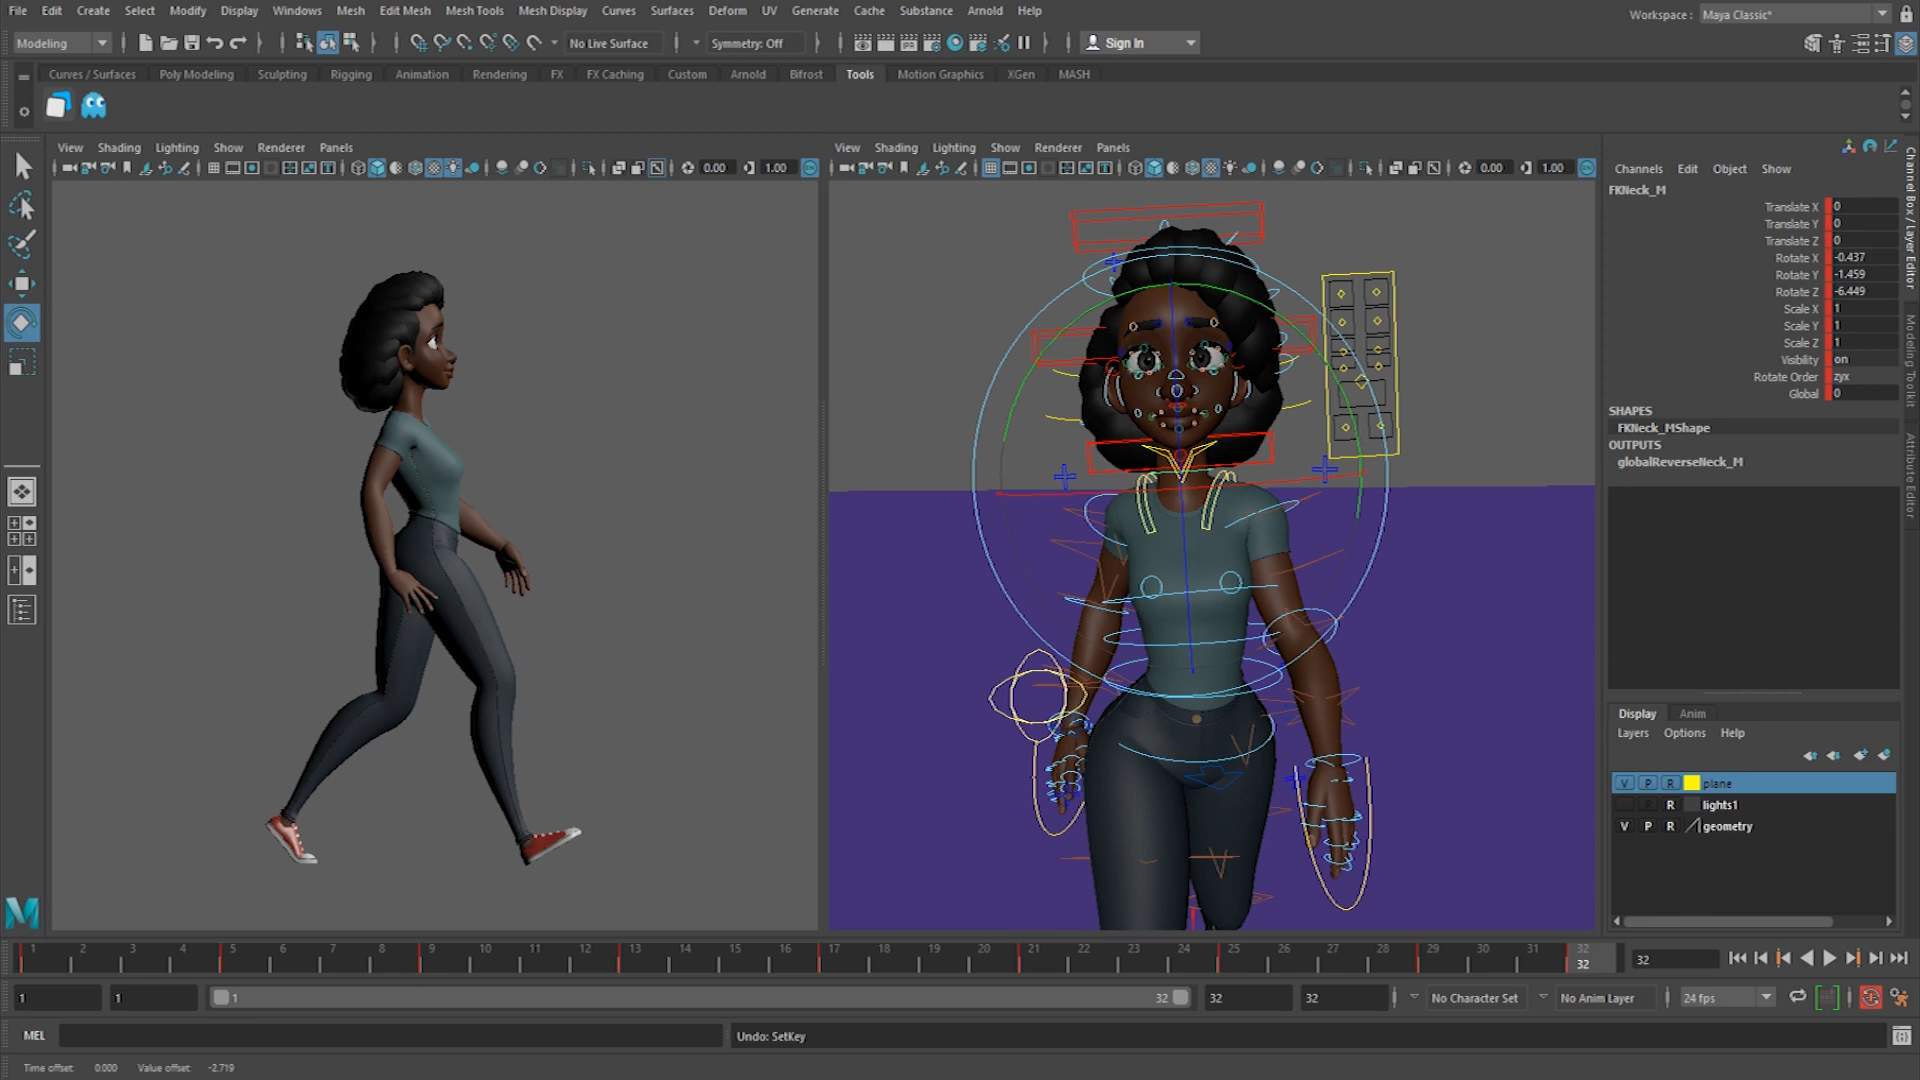 File Edit Create Select Modify Display Windows Mesh Edit Mesh Mesh Tools Mesh Display Curves Surfaces Deform UV Generate Cache Substance Arnold Help
Workspace : Maya Classic*
Modeling No Live Surface Symmetry: Off Sign In
Curves / Surfaces Poly Modeling Sculpting Rigging Animation Rendering FX FX Caching Custom Arnold Bifrost Tools Motion Graphics XGen MASH
View Shading Lighting Show Renderer Panels
0.00 1.00
View Shading Lighting Show Renderer Panels
0.00 1.00
Channels Edit Object Show
FKNeck_M
Translate X 0
Translate Y 0
Translate Z 0
Rotate X -0.437
Rotate Y -1.459
Rotate Z -6.449
Scale X 1
Scale Y 1
Scale Z 1
Visibility on
Rotate Order zyx
Global 0
SHAPES
FKNeck_MShape
OUTPUTS
globalReverseNeck_M
Channel Box / Layer Editor
Modeling Toolkit
Attribute Editor
Display Anim
Layers Options Help
V P R plane
P R lights1
V P R geometry
1 2 3 4 5 6 7 8 9 10 11 12 13 14 15 16 17 18 19 20 21 22 23 24 25 26 27 28 29 30 31 32
32 32
1 1 1 32 32 32 No Character Set No Anim Layer 24 fps
MEL Undo: SetKey
Time offset: 0.000 Value offset: -2.719